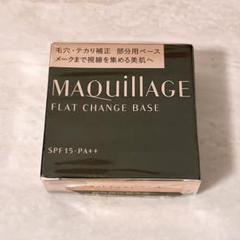 毛穴・テカリ補正 部分用ベース
メークまで視線を集める美肌へ
MAQuillAGE
FLAT CHANGE BASE
SPF15・PA++